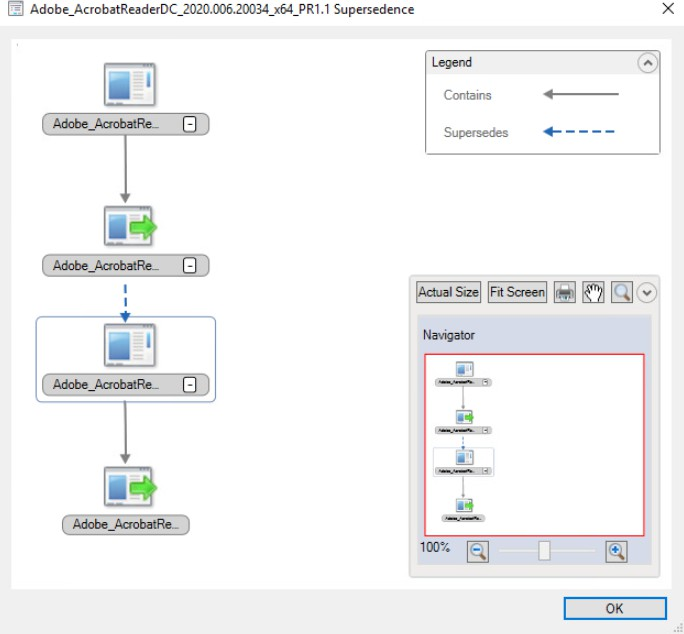 Adobe_AcrobatReaderDC_2020.006.20034_x64_PR1.1 Supersedence
Adobe_AcrobatRe...
Adobe_AcrobatRe...
Adobe_AcrobatRe...
Adobe_AcrobatRe...
Legend
Contains
Supersedes
Actual Size Fit Screen
Navigator
100%
OK